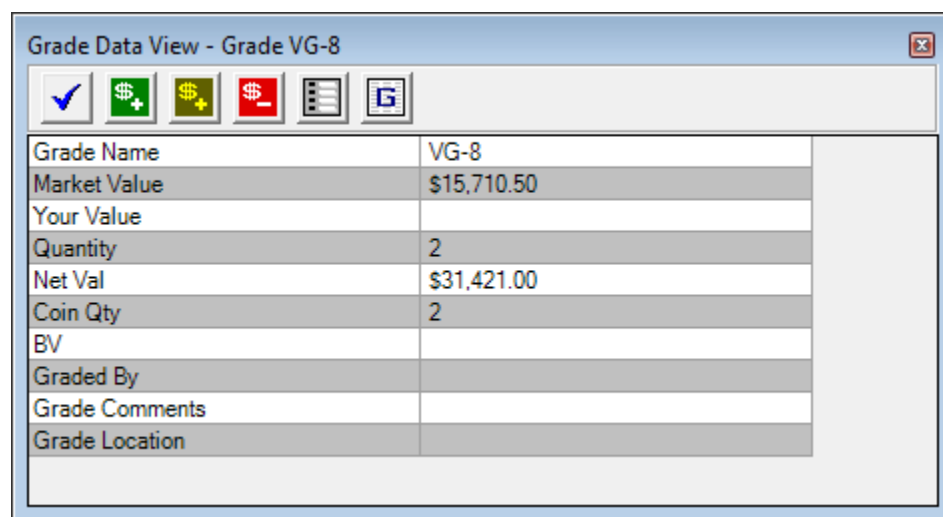 Grade Data View - Grade VG-8
$+ $+ $- G
Grade Name VG-8
Market Value $15,710.50
Your Value
Quantity 2
Net Val $31,421.00
Coin Qty 2
BV
Graded By
Grade Comments
Grade Location